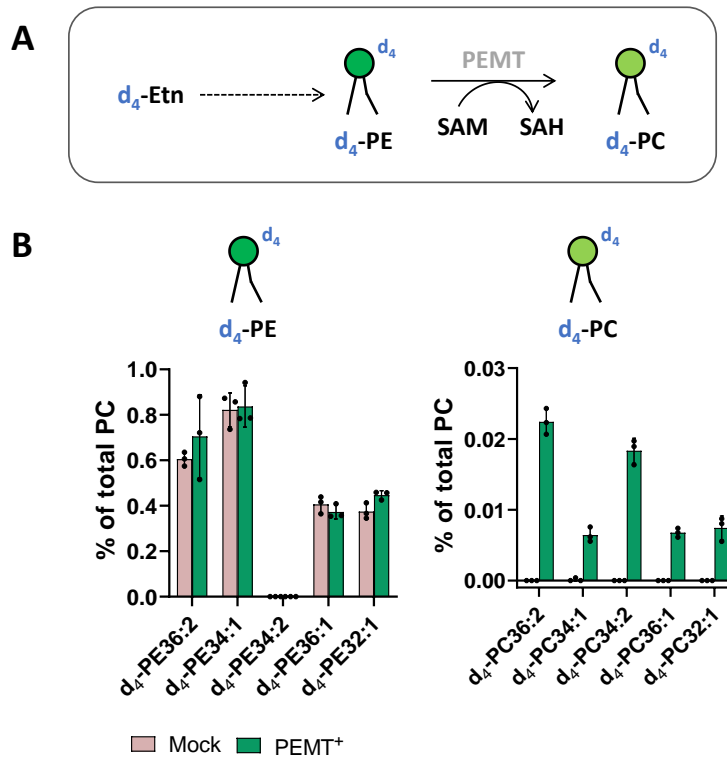 A
d₄
d₄
PEMT
d₄-Etn
SAM SAH
d₄-PE
d₄-PC
B
d₄
d₄
d₄-PE
d₄-PC
% of total PC
1.0
0.8
0.6
0.4
0.2
0.0
d₄-PE36:2
d₄-PE34:1
d₄-PE34:2
d₄-PE36:1
d₄-PE32:1
% of total PC
0.03
0.02
0.01
0.00
d₄-PC36:2
d₄-PC34:1
d₄-PC34:2
d₄-PC36:1
d₄-PC32:1
Mock PEMT⁺